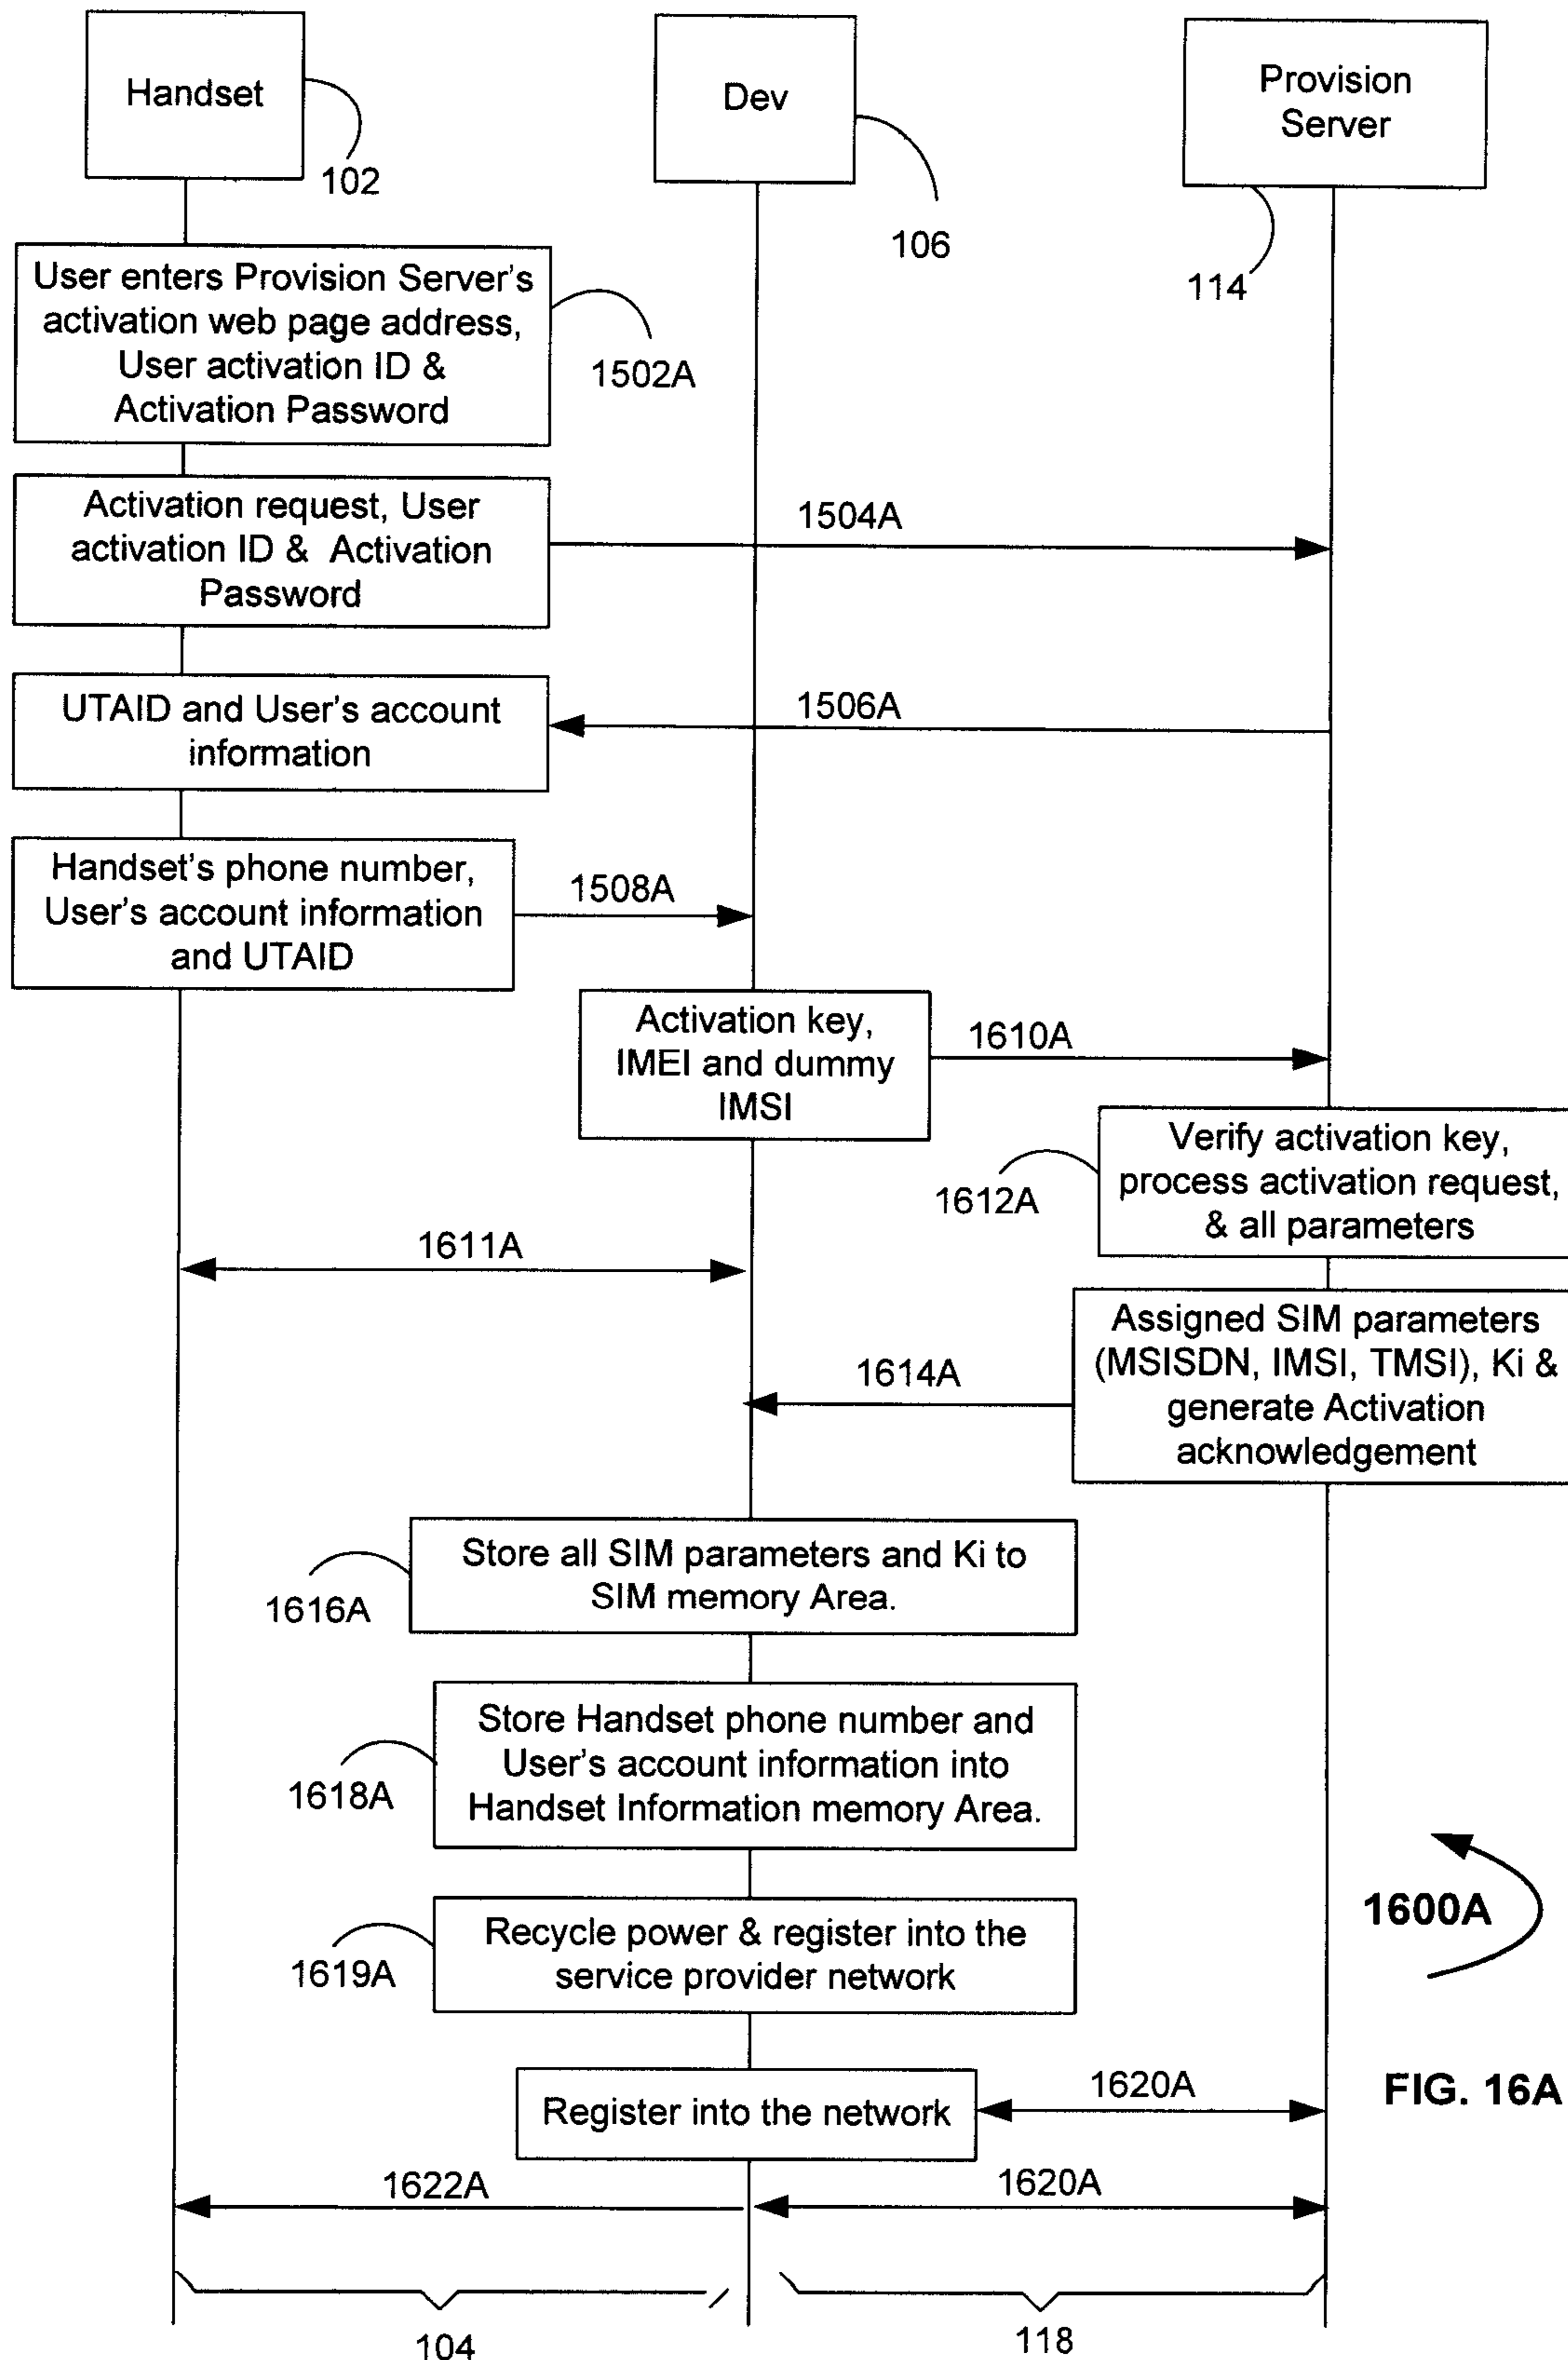 Handset
Dev
Provision
Server
102
106
114
User enters Provision Server's
activation web page address,
User activation ID &
Activation Password
1502A
Activation request, User
activation ID & Activation
Password
1504A
UTAID and User's account
information
1506A
Handset's phone number,
User's account information
and UTAID
1508A
Activation key,
IMEI and dummy
IMSI
1610A
Verify activation key,
process activation request,
& all parameters
1612A
1611A
Assigned SIM parameters
(MSISDN, IMSI, TMSI), Ki &
generate Activation
acknowledgement
1614A
Store all SIM parameters and Ki to
SIM memory Area.
1616A
Store Handset phone number and
User's account information into
Handset Information memory Area.
1618A
Recycle power & register into the
service provider network
1619A
1600A
Register into the network
1620A
FIG. 16A
1622A
1620A
104
118